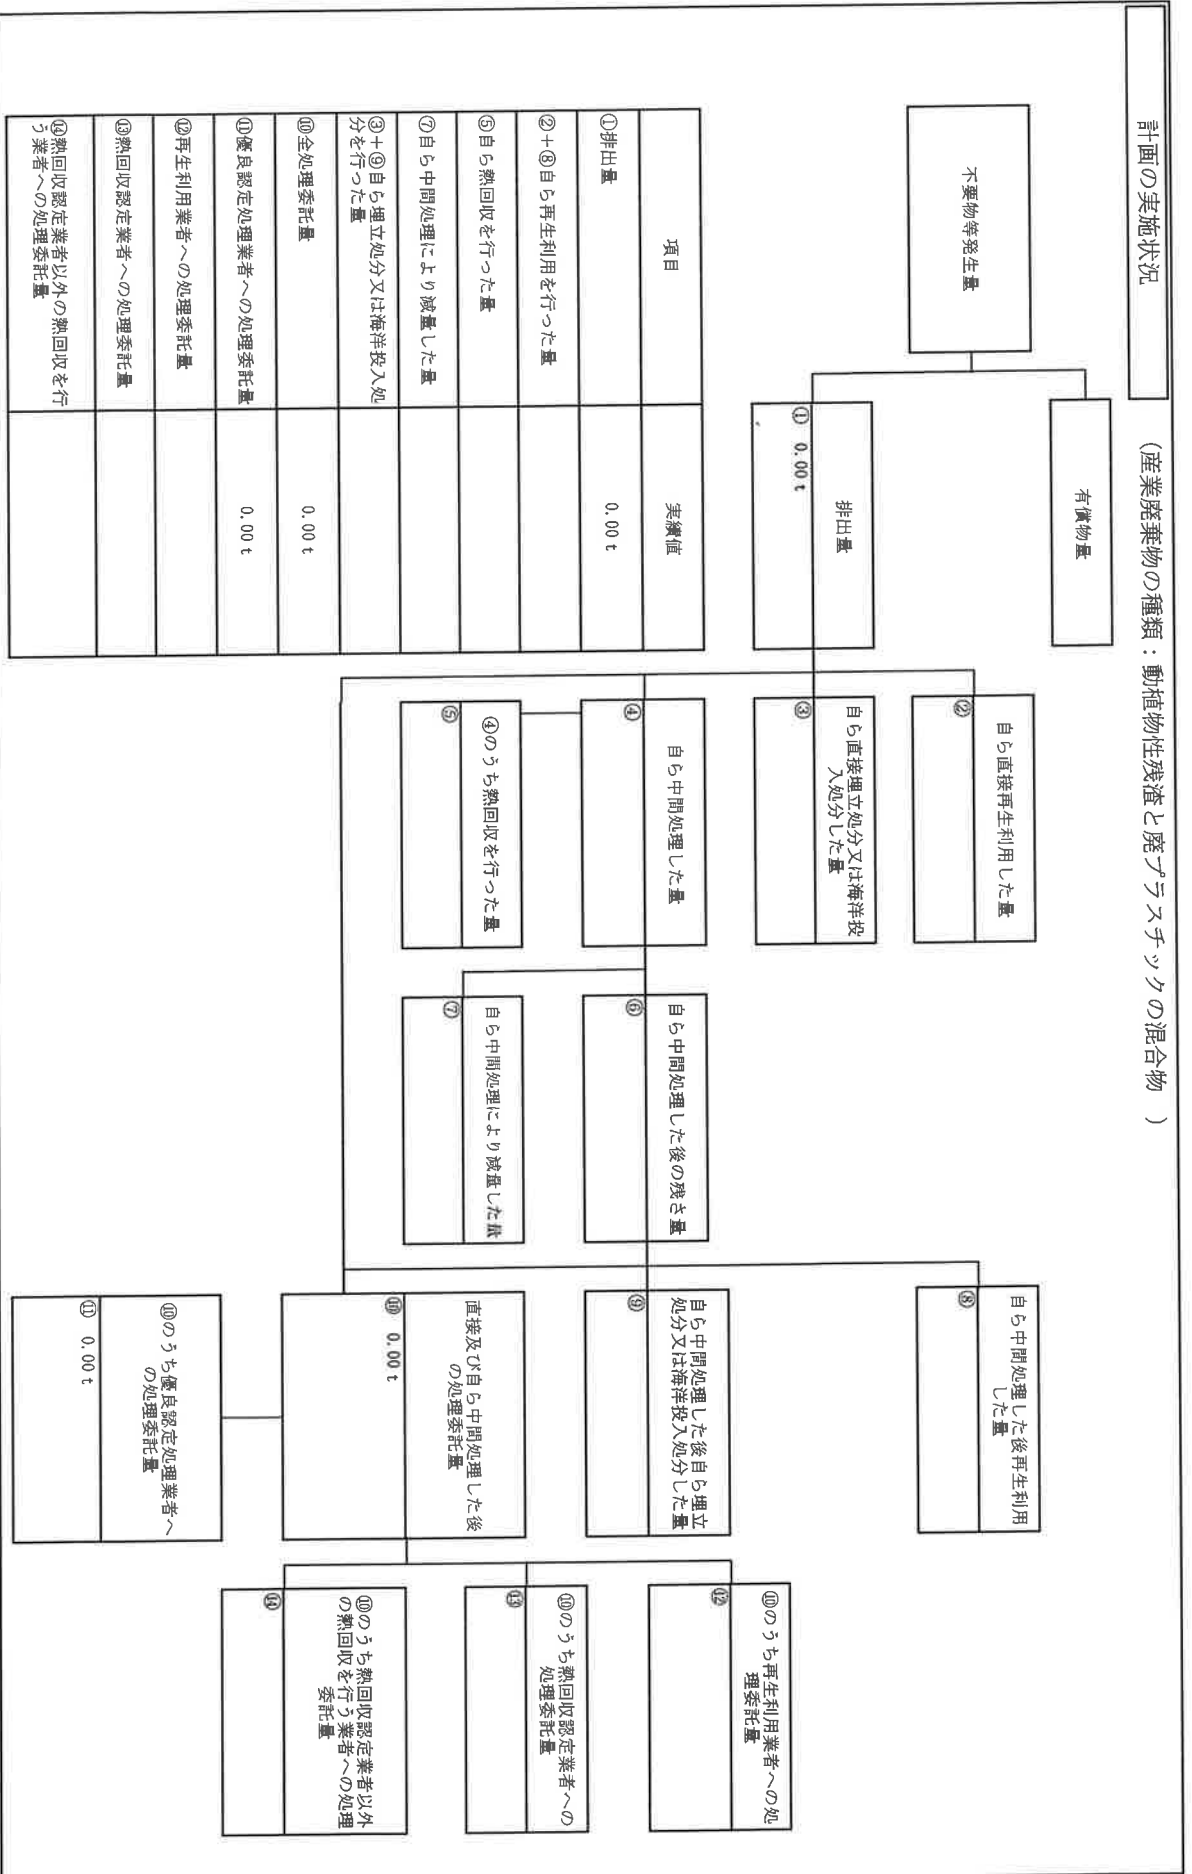 計画の実施状況
（産業廃棄物の種類：動植物性残渣と廃プラスチックの混合物　）
不要物等発生量
有償物量
排出量
① 0.00 t
自ら直接再生利用した量
②
自ら直接埋立処分又は海洋投
入処分した量
③
自ら中間処理した量
④
④のうち熱回収を行った量
⑤
自ら中間処理した後の残さ量
⑥
自ら中間処理により減量した量
⑦
自ら中間処理した後再生利用
した量
⑧
自ら中間処理した後自ら埋立
処分又は海洋投入処分した量
⑨
直接及び自ら中間処理した後
の処理委託量
⑩ 0.00 t
⑩のうち優良認定処理業者へ
の処理委託量
⑪ 0.00 t
⑩のうち再生利用業者への処
理委託量
⑫
⑩のうち熱回収認定業者への
処理委託量
⑬
⑩のうち熱回収認定業者以外
の熱回収を行う業者への処理
委託量
⑭
項目 実績値
①排出量 0.00 t
②＋⑧自ら再生利用を行った量
⑤自ら熱回収を行った量
⑦自ら中間処理により減量した量
③＋⑨自ら埋立処分又は海洋投入処
分を行った量
⑩全処理委託量 0.00 t
⑪優良認定処理業者への処理委託量 0.00 t
⑫再生利用業者への処理委託量
⑬熱回収認定業者への処理委託量
⑭熱回収認定業者以外の熱回収を行
う業者への処理委託量